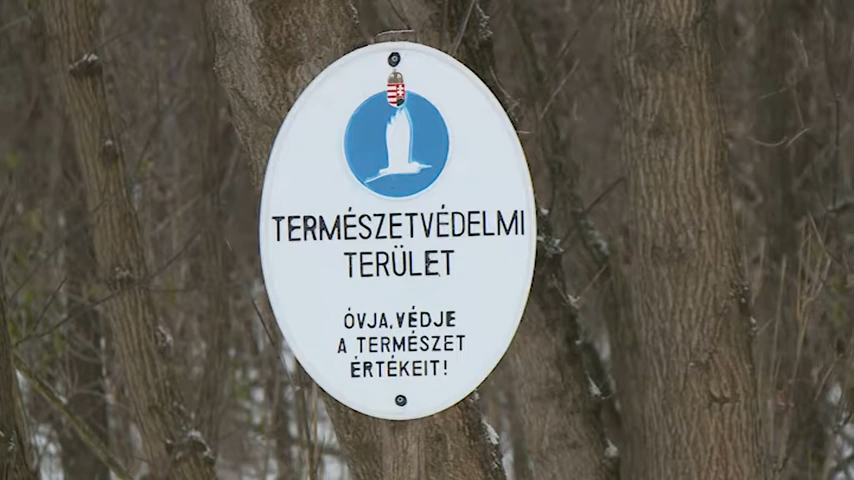 TERMÉSZETVÉDELMI
TERÜLET
ÓVJA, VÉDJE
A TERMÉSZET
ÉRTÉKEIT!